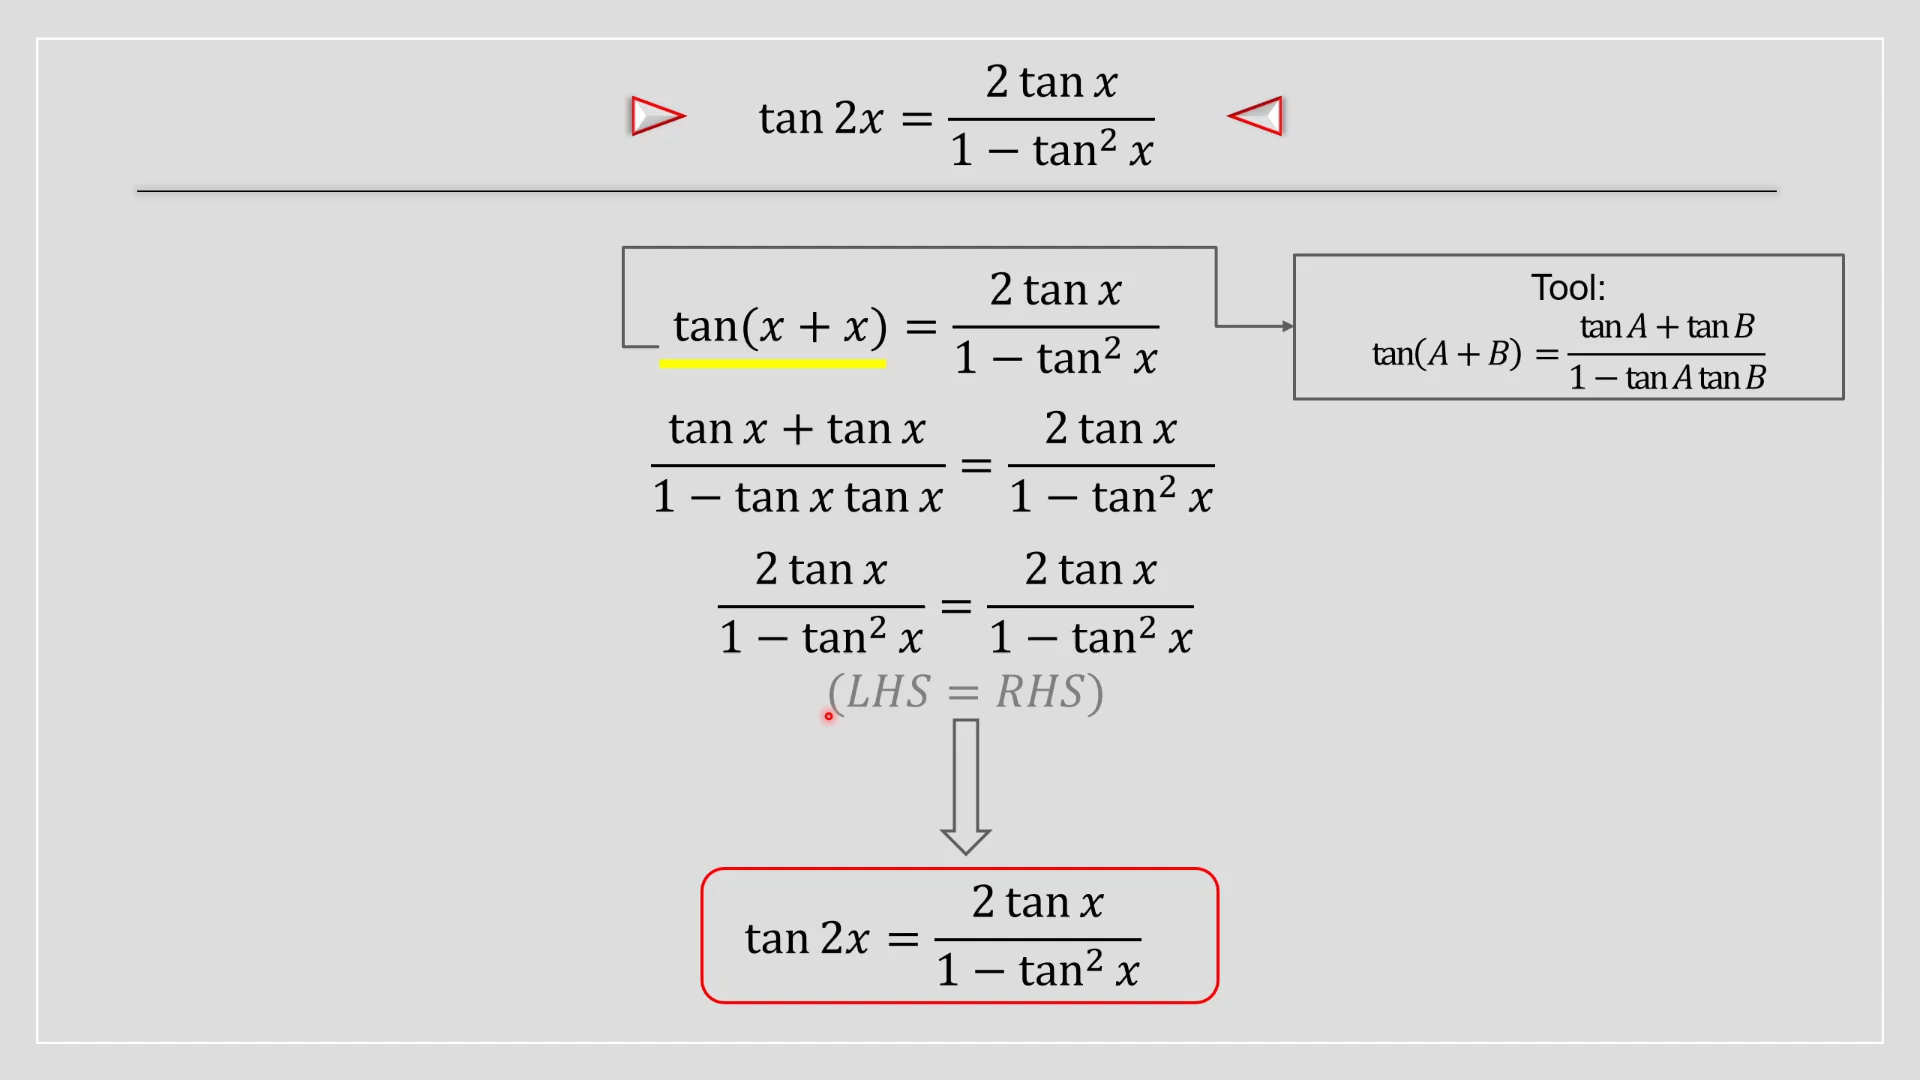 tan 2x = 2 tan x / 1 − tan² x
tan(x + x) = 2 tan x / 1 − tan² x
Tool:
tan(A + B) = tan A + tan B / 1 − tan A tan B
tan x + tan x / 1 − tan x tan x = 2 tan x / 1 − tan² x
2 tan x / 1 − tan² x = 2 tan x / 1 − tan² x
(LHS = RHS)
tan 2x = 2 tan x / 1 − tan² x